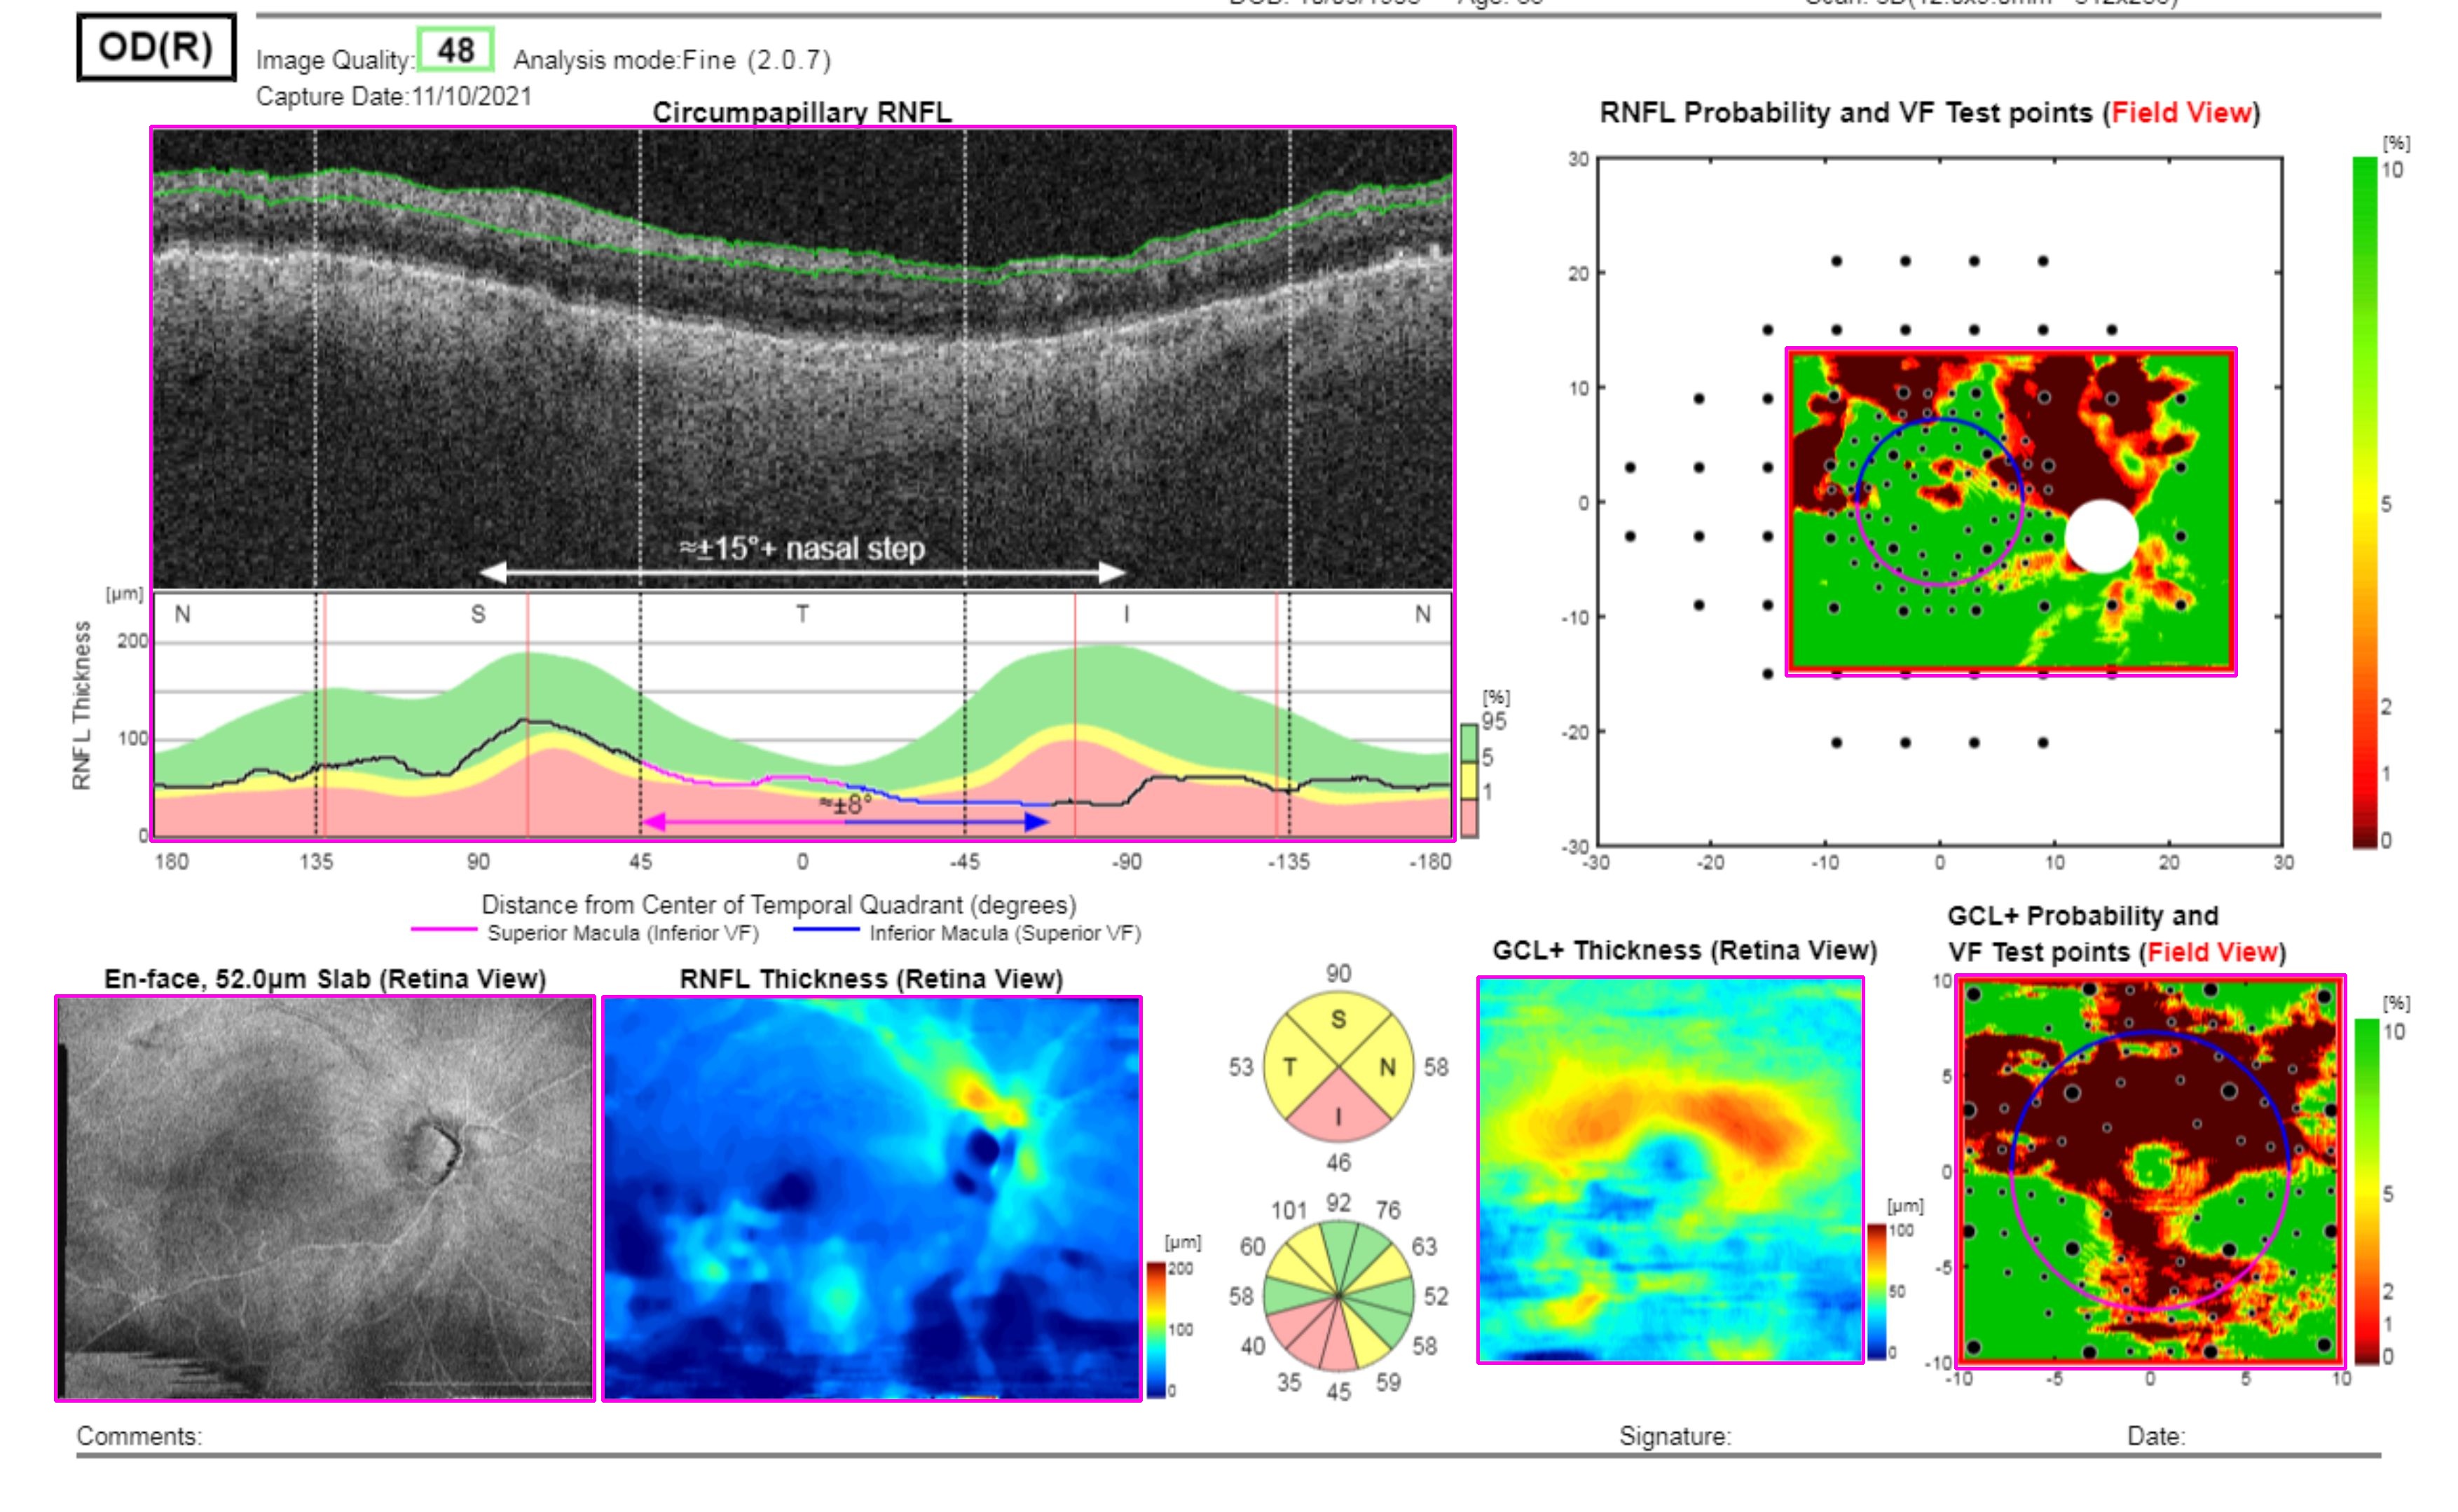 OD(R)
Image Quality: 48 Analysis mode:Fine (2.0.7)
Capture Date:11/10/2021
Circumpapillary RNFL
≈±15°+ nasal step
[µm]
RNFL Thickness
200
100
0
N S T I N
≈±8°
[%]
95
5
1
180 135 90 45 0 -45 -90 -135 -180
Distance from Center of Temporal Quadrant (degrees)
Superior Macula (Inferior VF) Inferior Macula (Superior VF)
RNFL Probability and VF Test points (Field View)
30
20
10
0
-10
-20
-30
-30 -20 -10 0 10 20 30
[%]
10
5
2
1
0
En-face, 52.0µm Slab (Retina View)
RNFL Thickness (Retina View)
[µm]
200
100
0
90
S
53 T N 58
I
46
92
101 76
60 63
58 52
40 58
35 59
45
GCL+ Thickness (Retina View)
[µm]
100
50
0
GCL+ Probability and
VF Test points (Field View)
10
5
0
-5
-10
-10 -5 0 5 10
[%]
10
5
2
1
0
Comments: Signature: Date: